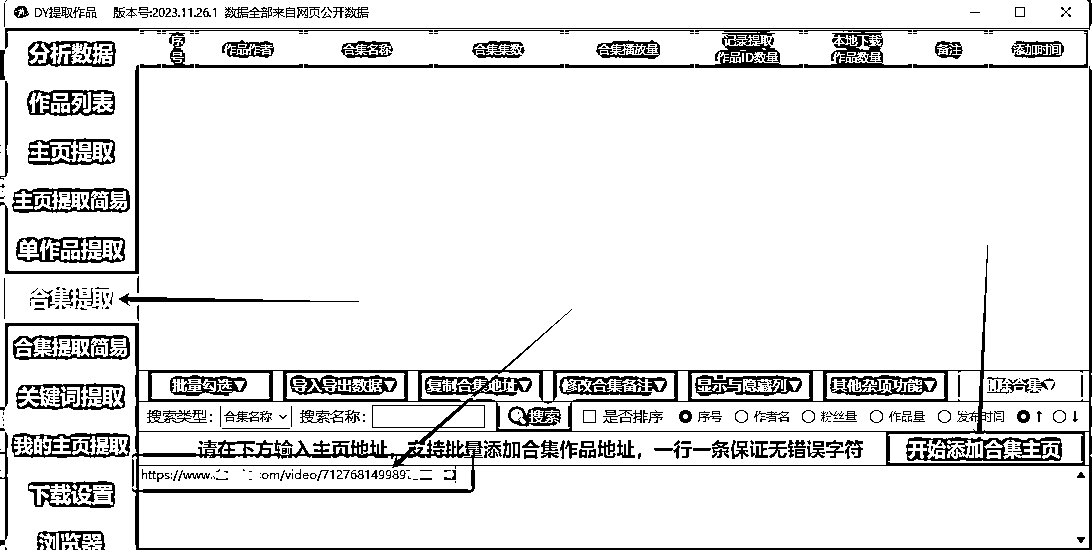 DY提取作品 版本号:2023.11.26.1 数据全部来自网页公开数据
分析数据
作品列表
主页提取
主页提取简易
单作品提取
合集提取
合集提取简易
关键词提取
我的主页提取
下载设置
浏览器
序号
作品作者
合集名称
合集集数
合集播放量
记录提取
作品ID数量
本地下载
作品数量
备注
添加时间
批量勾选▼
导入导出数据▼
复制合集地址▼
修改合集备注▼
显示与隐藏列▼
其他杂项功能▼
删除合集▼
搜索类型: 合集名称 搜索名称: 搜索 是否排序 序号 作者名 粉丝量 作品量 发布时间 ↑ ↓
请在下方输入主页地址，支持批量添加合集作品地址，一行一条保证无错误字符
开始添加合集主页
https://www. om/video/71276814998